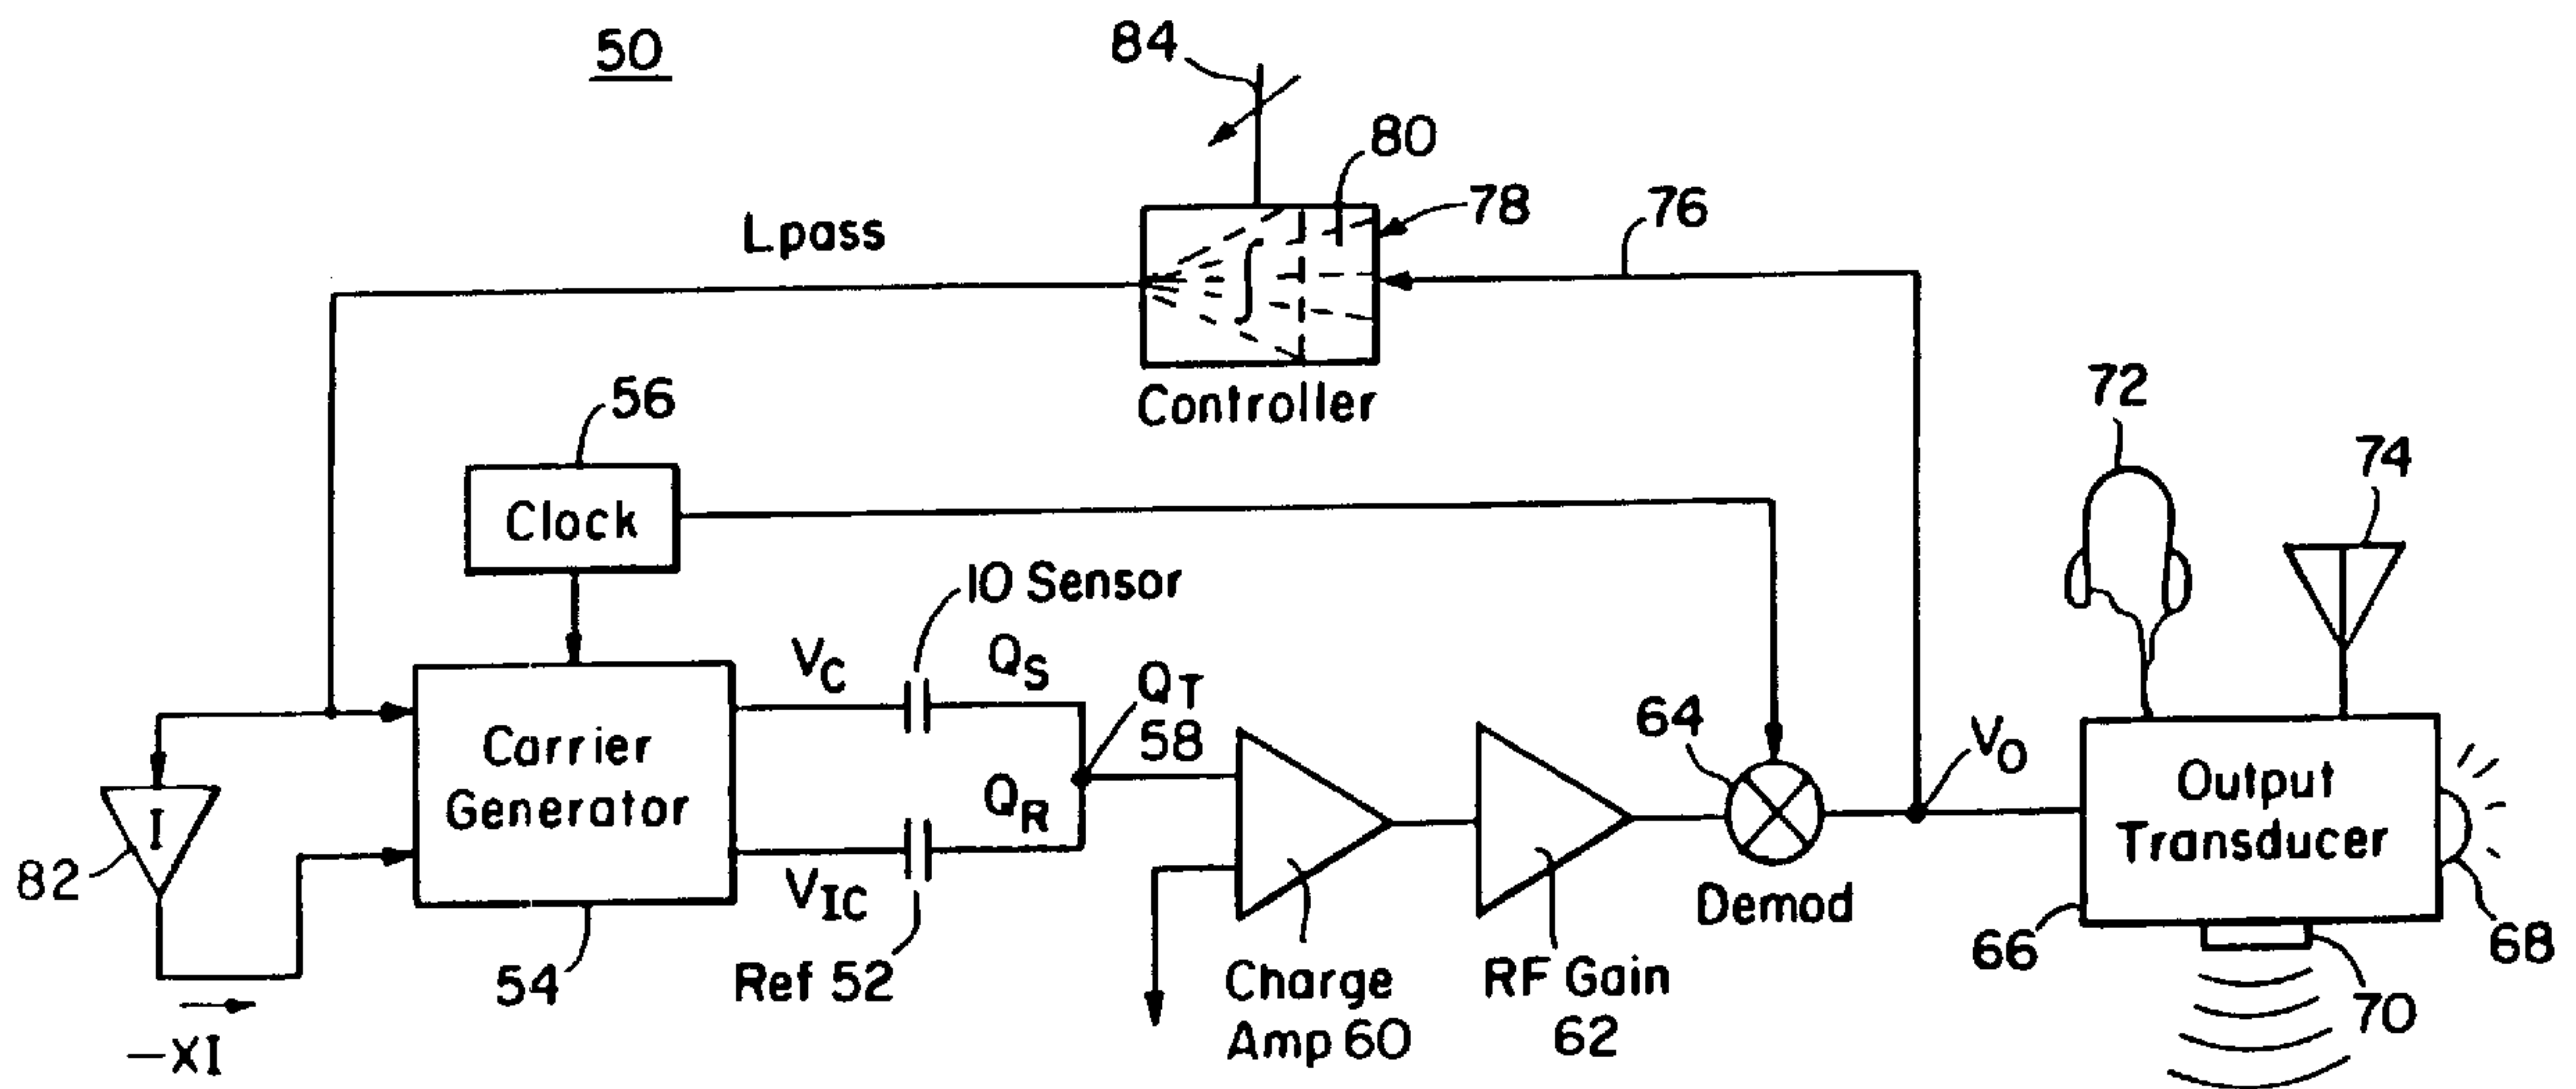 50
84
80
78
76
Lpass
Controller
56
Clock
72
74
10 Sensor
VC
QS
QT
58
64
VO
Carrier
Generator
QR
I
82
VIC
Output
Transducer
Demod
54
Ref 52
Charge
Amp 60
RF Gain
62
66
68
70
−XI